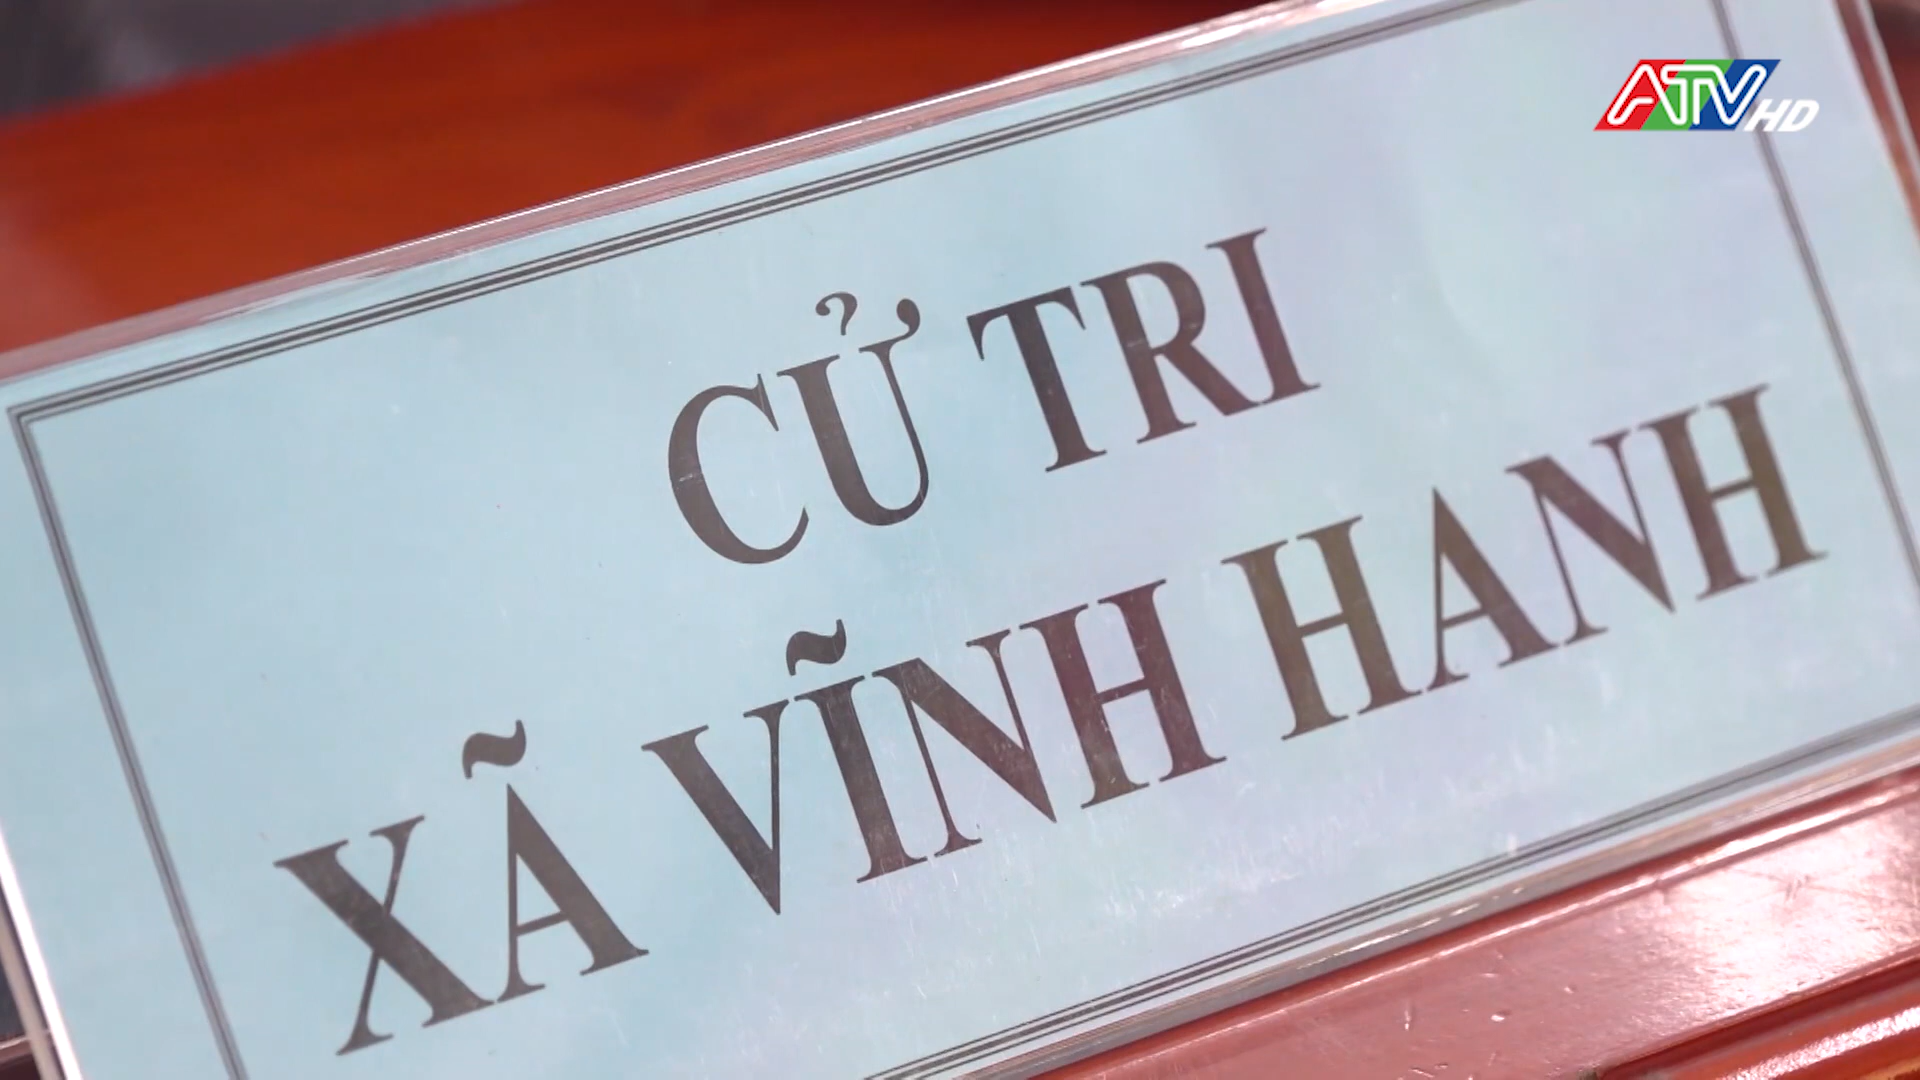 ATV HD
CỬ TRI
XÃ VĨNH HANH